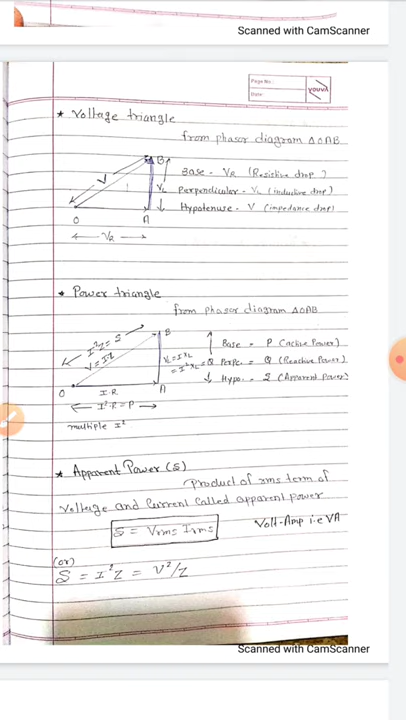 Scanned with CamScanner
Page No.:
Date:
YOUVA
* Voltage triangle
from phasor diagram ΔOAB
Base - VR (Resistive drop)
Perpendicular - VL (inductive drop)
Hypotenuse - V (impedance drop)
B
V
VL
O
A
VR
* Power triangle
from phasor diagram ΔOAB
I²Z = S
V = IZ
B
VL = IXL
= I²XL = Q
Base = P (Active Power)
Perpe. = Q (Reactive Power)
Hypo. = S (Apparent Power)
O
I·R
A
I²·R = P
multiple I²
* Apparent Power (S)
Product of rms term of
Voltage and Current called apparent power
S = Vrms Irms
Volt-Amp i.e VA
(or)
S = I²Z = V²/Z
Scanned with CamScanner